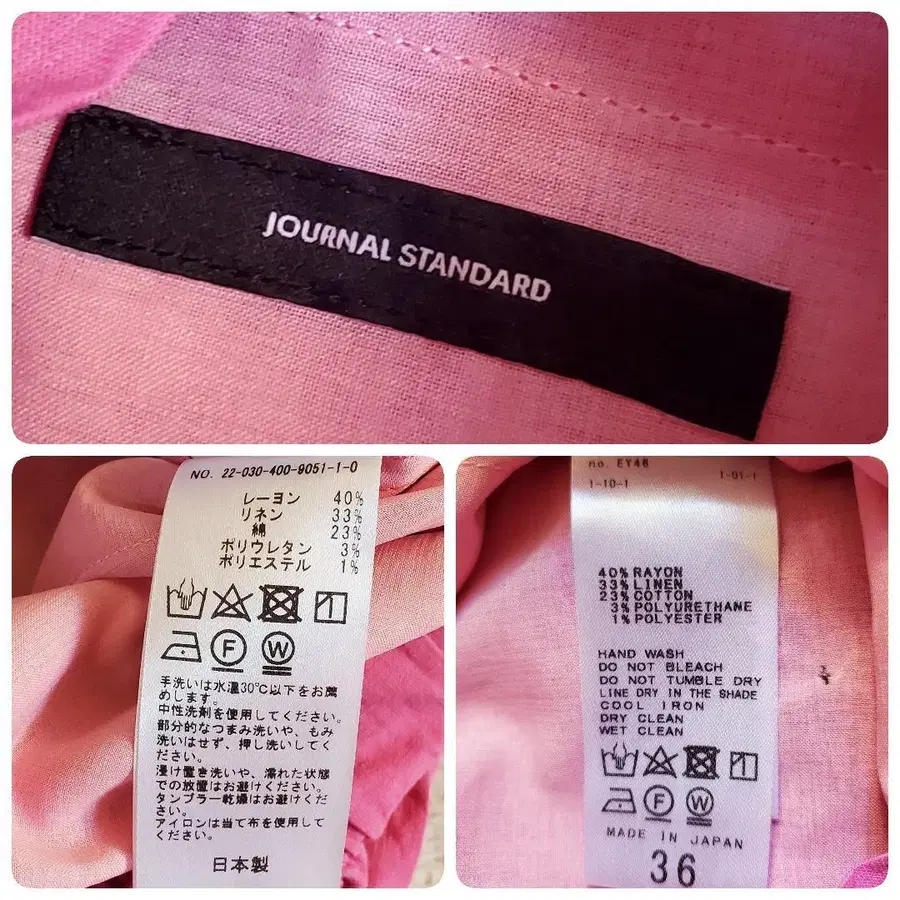 JOURNAL STANDARD
NO. 22-030-400-9051-1-0
レーヨン 40%
リネン 33%
綿 23%
ポリウレタン 3%
ポリエステル 1%
F W
手洗いは水温30℃以下をお薦
めします。
中性洗剤を使用してください。
部分的なつまみ洗いや、もみ
洗いはせず、押し洗いしてく
ださい。
浸け置き洗いや、濡れた状態
での放置はお避けください。
タンブラー乾燥はお避けくだ
さい。
アイロンは当て布を使用して
ください。
日本製
no. EY46
1-10-1 1-01-1
40% RAYON
33% LINEN
23% COTTON
3% POLYURETHANE
1% POLYESTER
HAND WASH
DO NOT BLEACH
DO NOT TUMBLE DRY
LINE DRY IN THE SHADE
COOL IRON
DRY CLEAN
WET CLEAN
F W
MADE IN JAPAN
36